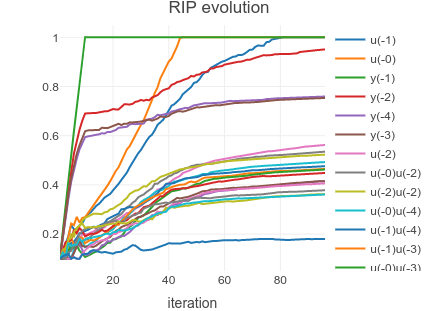 RIP evolution
1
0.8
0.6
0.4
0.2
20
40
60
80
iteration
u(-1)
u(-0)
y(-1)
y(-2)
y(-4)
y(-3)
u(-2)
u(-0)u(-2)
u(-2)u(-2)
u(-0)u(-4)
u(-1)u(-4)
u(-1)u(-3)
u(-0)u(-3)